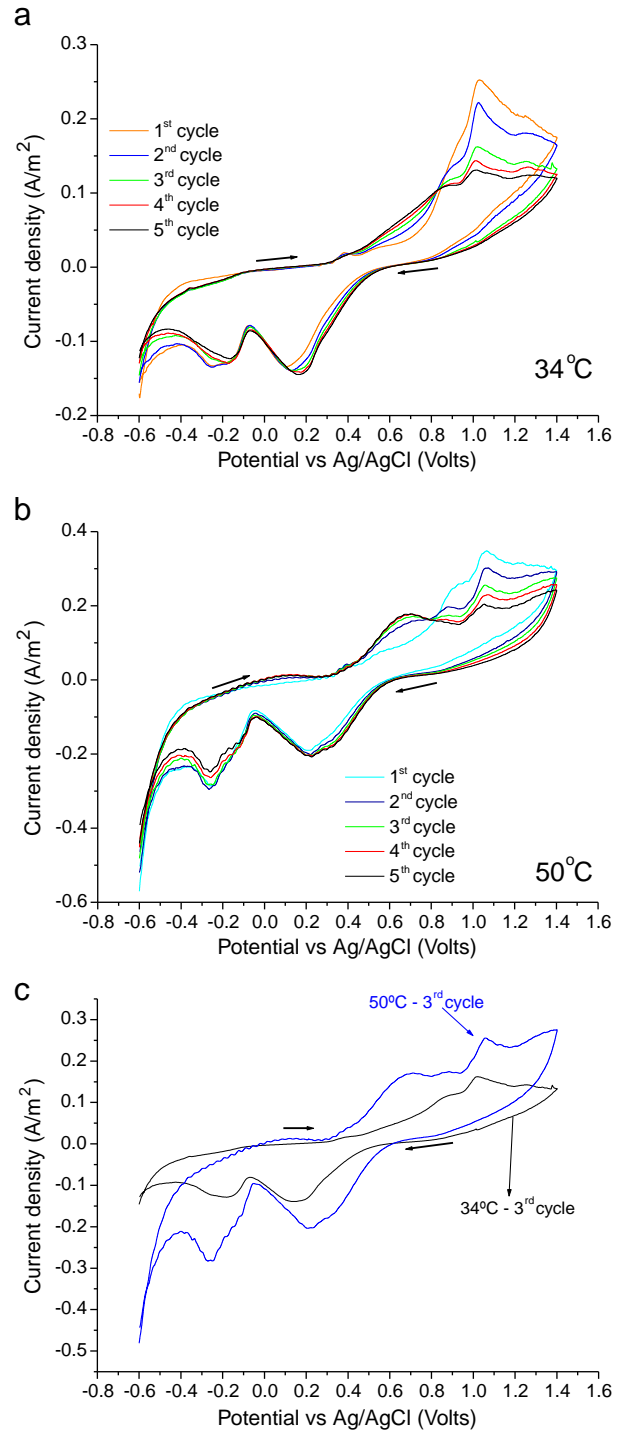 a
0.3
0.2
0.1
0.0
-0.1
-0.2
Current density (A/m²)
1st cycle
2nd cycle
3rd cycle
4th cycle
5th cycle
34°C
-0.8 -0.6 -0.4 -0.2 0.0 0.2 0.4 0.6 0.8 1.0 1.2 1.4 1.6
Potential vs Ag/AgCl (Volts)
b
0.4
0.2
0.0
-0.2
-0.4
-0.6
Current density (A/m²)
1st cycle
2nd cycle
3rd cycle
4th cycle
5th cycle
50°C
-0.8 -0.6 -0.4 -0.2 0.0 0.2 0.4 0.6 0.8 1.0 1.2 1.4 1.6
Potential vs Ag/AgCl (Volts)
c
50ºC - 3rd cycle
0.3
0.2
0.1
0.0
-0.1
-0.2
-0.3
-0.4
-0.5
Current density (A/m²)
34ºC - 3rd cycle
-0.8 -0.6 -0.4 -0.2 0.0 0.2 0.4 0.6 0.8 1.0 1.2 1.4 1.6
Potential vs Ag/AgCl (Volts)